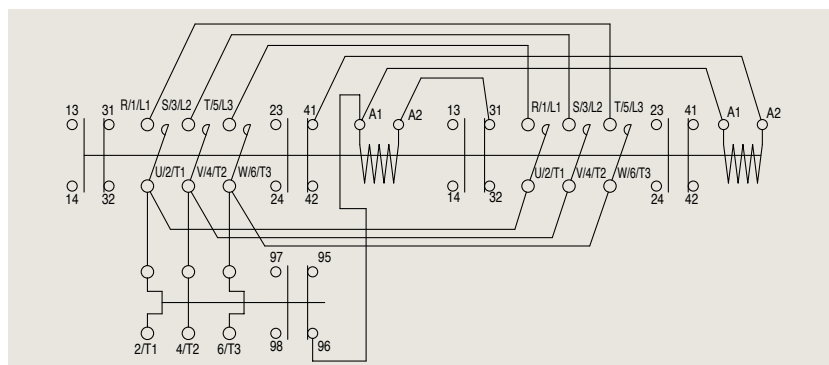 13 31 R/1/L1 S/3/L2 T/5/L3 23 41 A1 A2 13 31 R/1/L1 S/3/L2 T/5/L3 23 41 A1 A2
14 32 U/2/T1 V/4/T2 W/6/T3 24 42 14 32 U/2/T1 V/4/T2 W/6/T3 24 42
97 95
2/T1 4/T2 6/T3 98 96